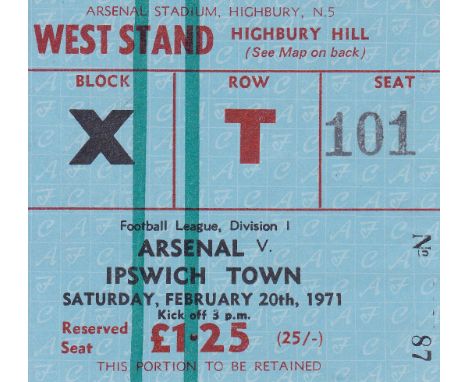 ARSENAL STADIUM, HIGHBURY, N.5
WEST STAND HIGHBURY HILL
(See Map on back)
BLOCK ROW SEAT
X T 101
Football League, Division I
ARSENAL V.
IPSWICH TOWN
SATURDAY, FEBRUARY 20th, 1971
Kick off 3 p.m.
Reserved £1·25 (25/-)
Seat
THIS PORTION TO BE RETAINED
No
87